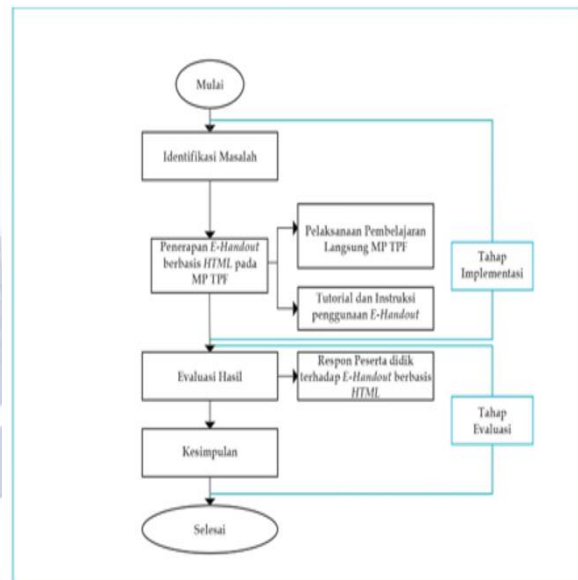 Mulai
Identifikasi Masalah
Penerapan E-Handout
berbasis HTML pada
MP TPF
Pelaksanaan Pembelajaran
Langsung MP TPF
Tutorial dan Instruksi
penggunaan E-Handout
Tahap
Implementasi
Evaluasi Hasil
Respon Peserta didik
terhadap E-Handout berbasis
HTML
Tahap
Evaluasi
Kesimpulan
Selesai